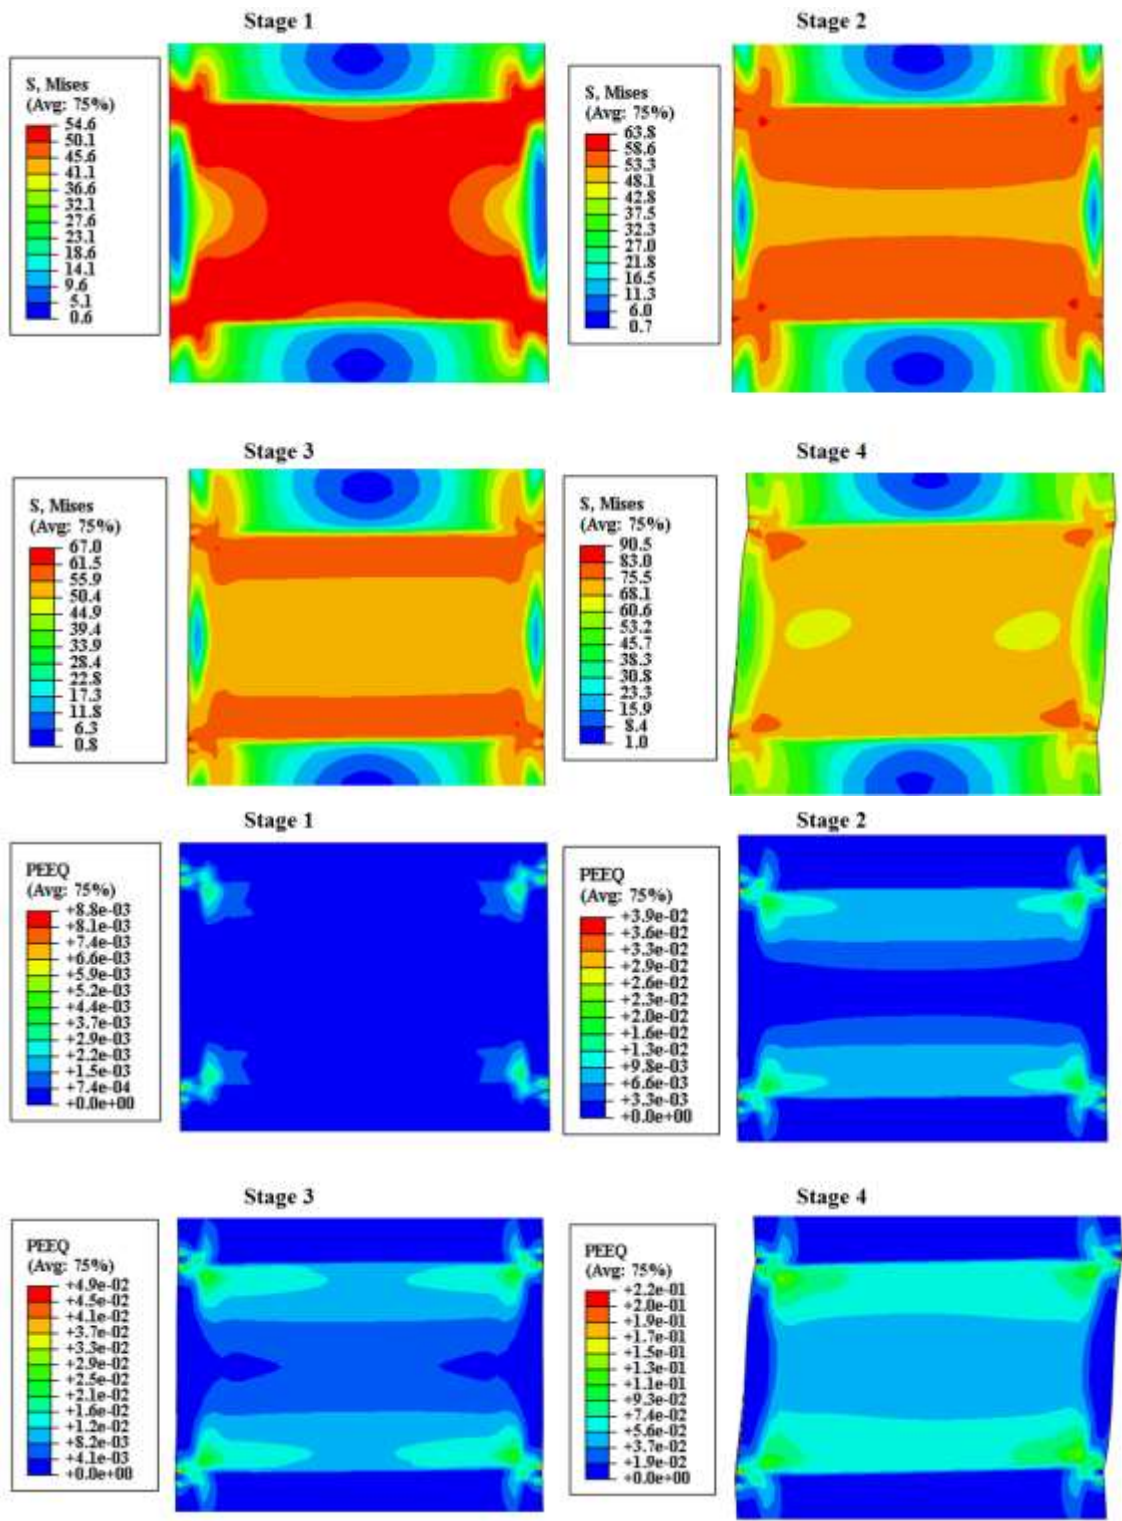 Stage 1
S, Mises
(Avg: 75%)
54.6
50.1
45.6
41.1
36.6
32.1
27.6
23.1
18.6
14.1
9.6
5.1
0.6
Stage 2
S, Mises
(Avg: 75%)
63.8
58.6
53.3
48.1
42.8
37.5
32.3
27.0
21.8
16.5
11.3
6.0
0.7
Stage 3
S, Mises
(Avg: 75%)
67.0
61.5
55.9
50.4
44.9
39.4
33.9
28.4
22.8
17.3
11.8
6.3
0.8
Stage 4
S, Mises
(Avg: 75%)
90.5
83.0
75.5
68.1
60.6
53.2
45.7
38.3
30.8
23.3
15.9
8.4
1.0
Stage 1
PEEQ
(Avg: 75%)
+8.8e-03
+8.1e-03
+7.4e-03
+6.6e-03
+5.9e-03
+5.2e-03
+4.4e-03
+3.7e-03
+2.9e-03
+2.2e-03
+1.5e-03
+7.4e-04
+0.0e+00
Stage 2
PEEQ
(Avg: 75%)
+3.9e-02
+3.6e-02
+3.3e-02
+2.9e-02
+2.6e-02
+2.3e-02
+2.0e-02
+1.6e-02
+1.3e-02
+9.8e-03
+6.6e-03
+3.3e-03
+0.0e+00
Stage 3
PEEQ
(Avg: 75%)
+4.9e-02
+4.5e-02
+4.1e-02
+3.7e-02
+3.3e-02
+2.9e-02
+2.5e-02
+2.1e-02
+1.6e-02
+1.2e-02
+8.2e-03
+4.1e-03
+0.0e+00
Stage 4
PEEQ
(Avg: 75%)
+2.2e-01
+2.0e-01
+1.9e-01
+1.7e-01
+1.5e-01
+1.3e-01
+1.1e-01
+9.3e-02
+7.4e-02
+5.6e-02
+3.7e-02
+1.9e-02
+0.0e+00